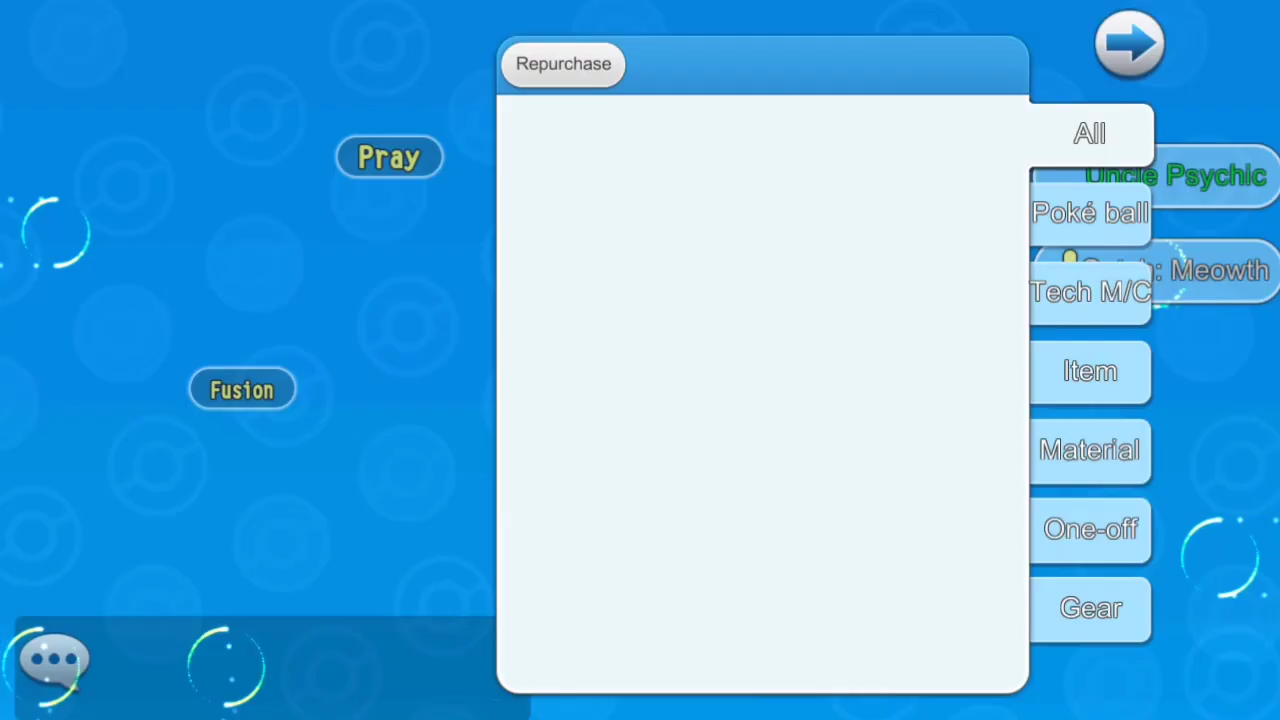 Repurchase
All
Pray
Uncle Psychic
Poké ball
: Meowth
Tech M/C
Item
Fusion
Material
One-off
Gear